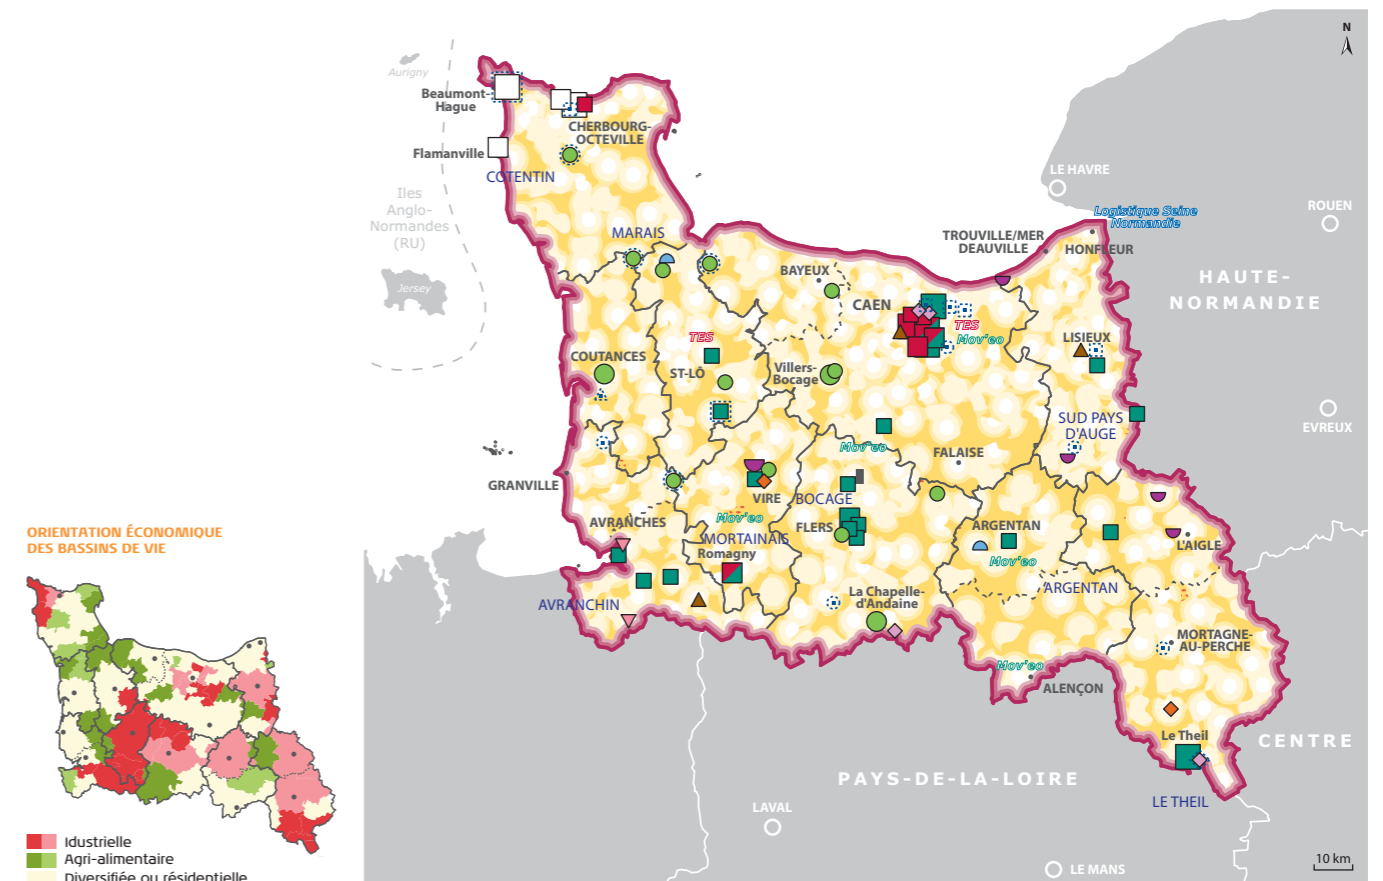 N
Aurigny
Beaumont-
Hague
CHERBOURG-
OCTEVILLE
Flamanville
COTENTIN
LE HAVRE
Iles
Anglo-
Normandes
(RU)
ROUEN
Logistique Seine
Normandie
MARAIS
TROUVILLE/MER
DEAUVILLE
HONFLEUR
BAYEUX
HAUTE-
NORMANDIE
Jersey
CAEN
TES
Mov'eo
TES
LISIEUX
COUTANCES
ST-LÔ
Villers-
Bocage
EVREUX
SUD PAYS
D'AUGE
Mov'eo
FALAISE
GRANVILLE
VIRE
BOCAGE
Mov'eo
AVRANCHES
FLERS
ARGENTAN
MORTAINAIS
Romagny
L'AIGLE
Mov'eo
ARGENTAN
La Chapelle-
d'Andaine
AVRANCHIN
MORTAGNE-
AU-PERCHE
Mov'eo
ALENÇON
Le Theil
CENTRE
PAYS-DE-LA-LOIRE
LE THEIL
LAVAL
LE MANS
10 km
ORIENTATION ÉCONOMIQUE
DES BASSINS DE VIE
Idustrielle
Agri-alimentaire
Diversifiée ou résidentielle